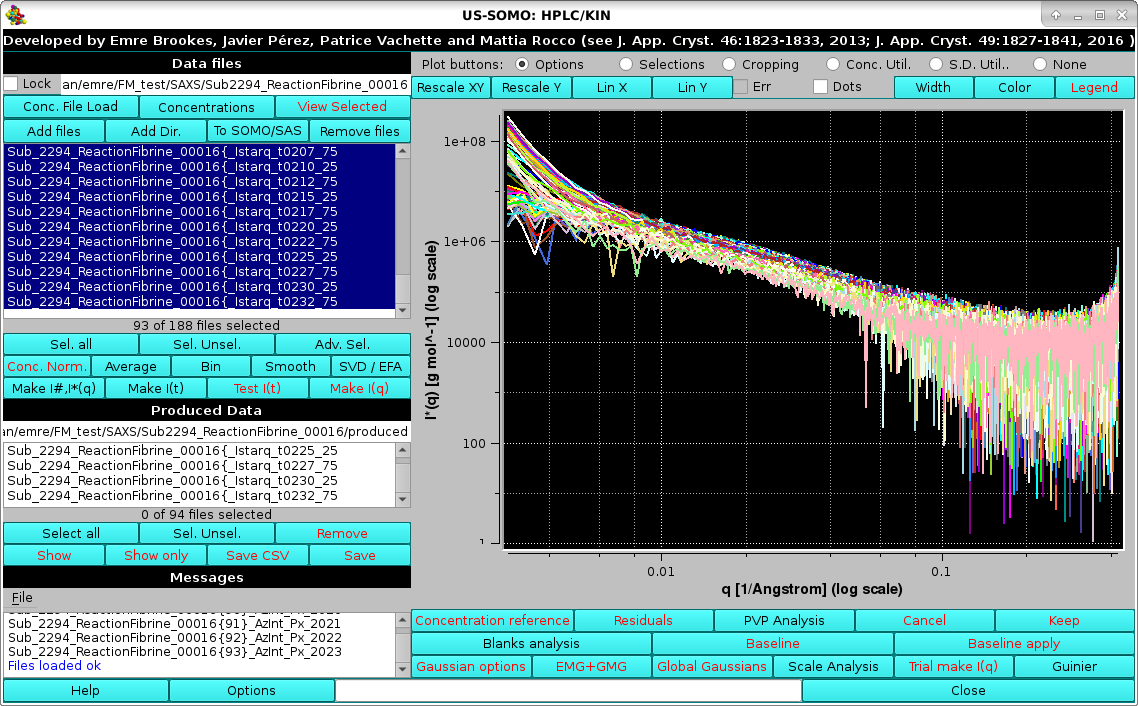 US-SOMO: HPLC/KIN
Developed by Emre Brookes, Javier Pérez, Patrice Vachette and Mattia Rocco (see J. App. Cryst. 46:1823-1833, 2013; J. App. Cryst. 49:1827-1841, 2016 )
Data files
Lock an/emre/FM_test/SAXS/Sub2294_ReactionFibrine_00016
Conc. File Load Concentrations View Selected
Add files Add Dir. To SOMO/SAS Remove files
Sub_2294_ReactionFibrine_00016{_Istarq_t0207_75
Sub_2294_ReactionFibrine_00016{_Istarq_t0210_25
Sub_2294_ReactionFibrine_00016{_Istarq_t0212_75
Sub_2294_ReactionFibrine_00016{_Istarq_t0215_25
Sub_2294_ReactionFibrine_00016{_Istarq_t0217_75
Sub_2294_ReactionFibrine_00016{_Istarq_t0220_25
Sub_2294_ReactionFibrine_00016{_Istarq_t0222_75
Sub_2294_ReactionFibrine_00016{_Istarq_t0225_25
Sub_2294_ReactionFibrine_00016{_Istarq_t0227_75
Sub_2294_ReactionFibrine_00016{_Istarq_t0230_25
Sub_2294_ReactionFibrine_00016{_Istarq_t0232_75
93 of 188 files selected
Sel. all Sel. Unsel. Adv. Sel.
Conc. Norm. Average Bin Smooth SVD / EFA
Make I#,I*(q) Make I(t) Test I(t) Make I(q)
Produced Data
an/emre/FM_test/SAXS/Sub2294_ReactionFibrine_00016/produced
Sub_2294_ReactionFibrine_00016{_Istarq_t0225_25
Sub_2294_ReactionFibrine_00016{_Istarq_t0227_75
Sub_2294_ReactionFibrine_00016{_Istarq_t0230_25
Sub_2294_ReactionFibrine_00016{_Istarq_t0232_75
0 of 94 files selected
Select all Sel. Unsel. Remove
Show Show only Save CSV Save
Messages
File
Sub_2294_ReactionFibrine_00016{91}_AzInt_Px_2021
Sub_2294_ReactionFibrine_00016{92}_AzInt_Px_2022
Sub_2294_ReactionFibrine_00016{93}_AzInt_Px_2023
Files loaded ok
Plot buttons: Options Selections Cropping Conc. Util. S.D. Util.. None
Rescale XY Rescale Y Lin X Lin Y Err Dots Width Color Legend
I*(q) [g mol^-1] (log scale)
1e+08
1e+06
10000
100
1
0.01 0.1
q [1/Angstrom] (log scale)
Concentration reference Residuals PVP Analysis Cancel Keep
Blanks analysis Baseline Baseline apply
Gaussian options EMG+GMG Global Gaussians Scale Analysis Trial make I(q) Guinier
Help Options Close